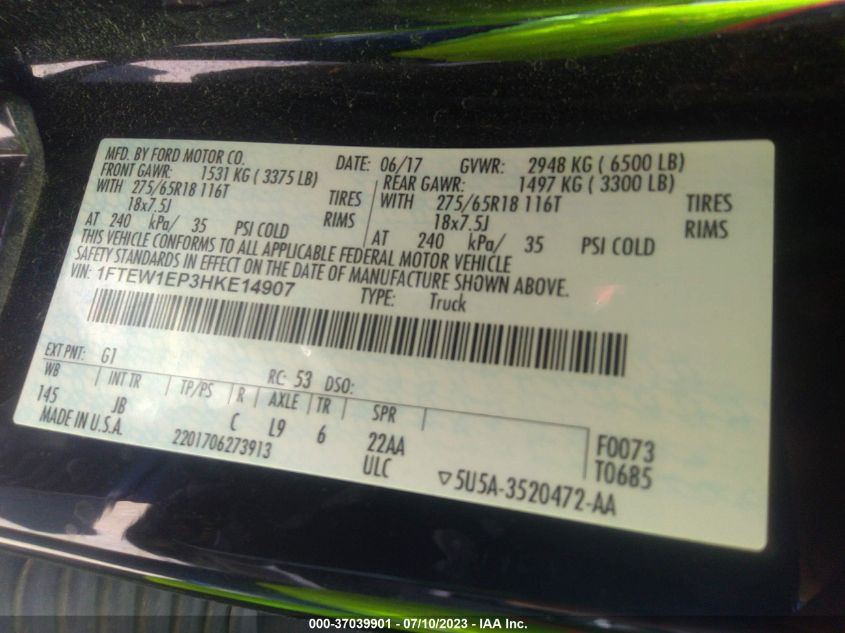 MFD. BY FORD MOTOR CO.
DATE: 06/17 GVWR: 2948 KG ( 6500 LB)
FRONT GAWR: 1531 KG ( 3375 LB)
REAR GAWR: 1497 KG ( 3300 LB)
WITH 275/65R18 116T TIRES
WITH 275/65R18 116T TIRES
18x7.5J RIMS
18x7.5J RIMS
AT 240 kPa/ 35 PSI COLD
AT 240 kPa/ 35 PSI COLD
THIS VEHICLE CONFORMS TO ALL APPLICABLE FEDERAL MOTOR VEHICLE
SAFETY STANDARDS IN EFFECT ON THE DATE OF MANUFACTURE SHOWN ABOVE.
VIN: 1FTEW1EP3HKE14907
TYPE: Truck
EXT PNT: G1 RC: 53 DSO:
WB INT TR TP/PS R AXLE TR SPR
145 JB C L9 6 22AA F0073
MADE IN U.S.A. 2201706273913 ULC T0685
▽5U5A-3520472-AA
000-37039901 - 07/10/2023 - IAA Inc.